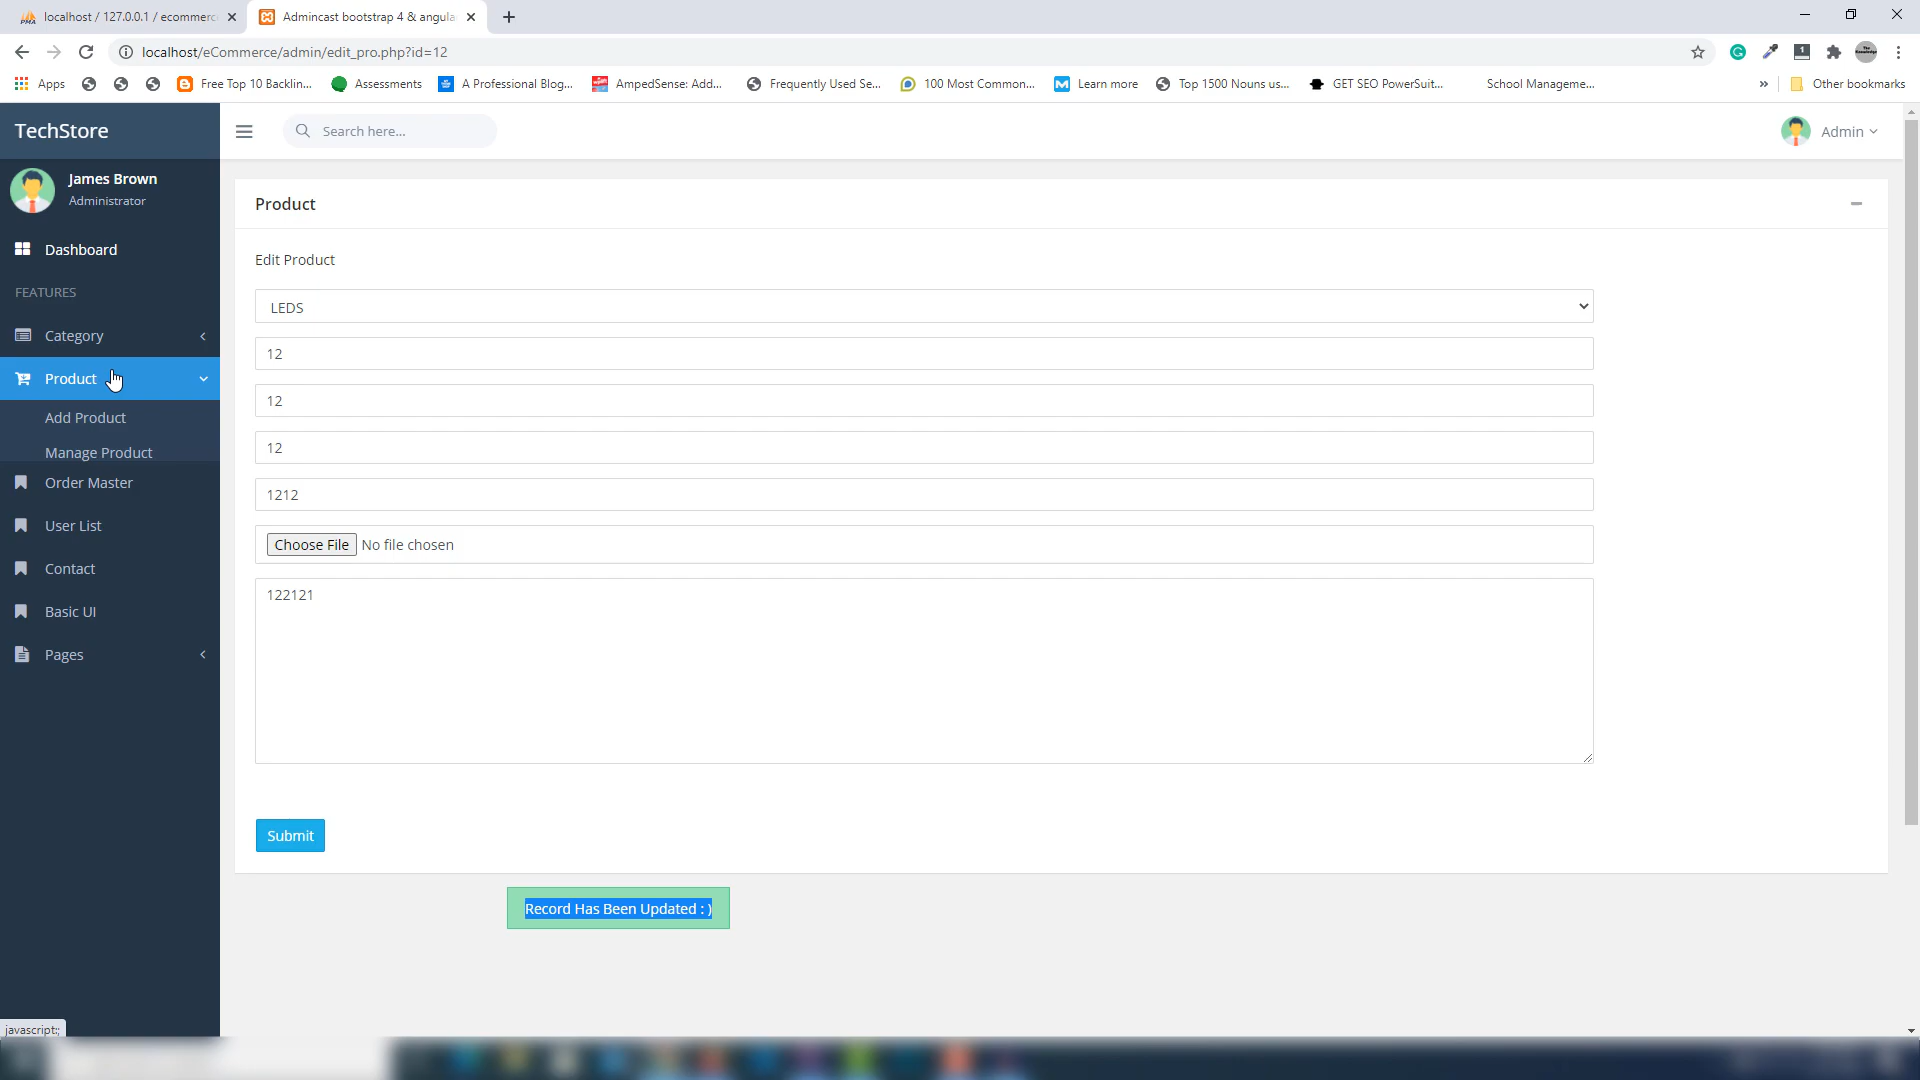 localhost / 127.0.0.1 / ecommerc
Admincast bootstrap 4 & angula
localhost/eCommerce/admin/edit_pro.php?id=12
Apps
Free Top 10 Backlin...
Assessments
A Professional Blog...
AmpedSense: Add...
Frequently Used Se...
100 Most Common...
Learn more
Top 1500 Nouns us...
GET SEO PowerSuit...
School Manageme...
»
Other bookmarks
TechStore
Search here...
Admin
James Brown
Administrator
Dashboard
FEATURES
Category
Product
Add Product
Manage Product
Order Master
User List
Contact
Basic UI
Pages
Product
Edit Product
LEDS
12
12
12
1212
Choose File No file chosen
122121
Submit
Record Has Been Updated : )
javascript:;